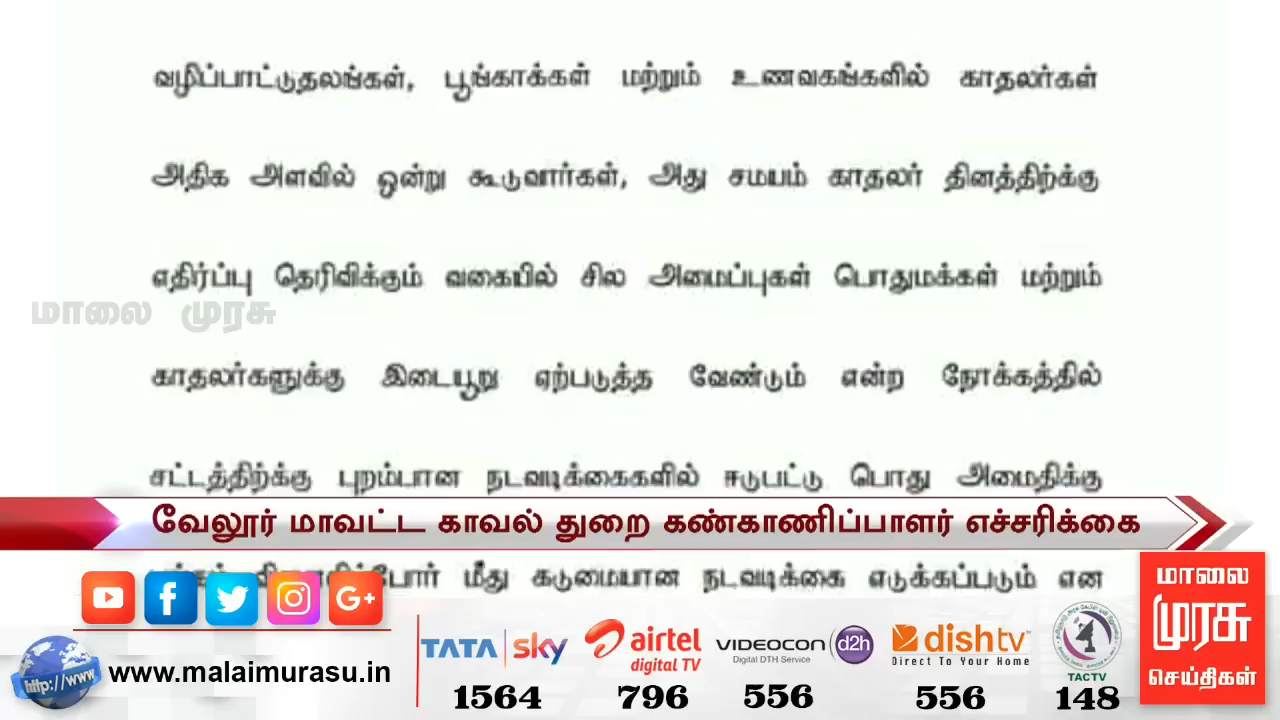 வழிப்பாட்டுதலங்கள், பூங்காக்கள் மற்றும் உணவகங்களில் காதலர்கள்
அதிக அளவில் ஒன்று கூடுவார்கள், அது சமயம் காதலர் தினத்திற்க்கு
எதிர்ப்பு தெரிவிக்கும் வகையில் சில அமைப்புகள் பொதுமக்கள் மற்றும்
மாலை முரசு
காதலர்களுக்கு இடையூறு ஏற்படுத்த வேண்டும் என்ற நோக்கத்தில்
சட்டத்திற்க்கு புறம்பான நடவடிக்கைகளில் ஈடுபட்டு பொது அமைதிக்கு
வேலூர் மாவட்ட காவல் துறை கண்காணிப்பாளர் எச்சரிக்கை
மீது கடுமையான நடவடிக்கை எடுக்கப்படும் என
மாலை
முரசு
செய்திகள்
G+
TATA sky
1564
airtel
digital TV
796
VIDEOCON d2h
Digital DTH Service
556
dishtv
Direct To Your Home
556
TACTV
148
http://www
www.malaimurasu.in